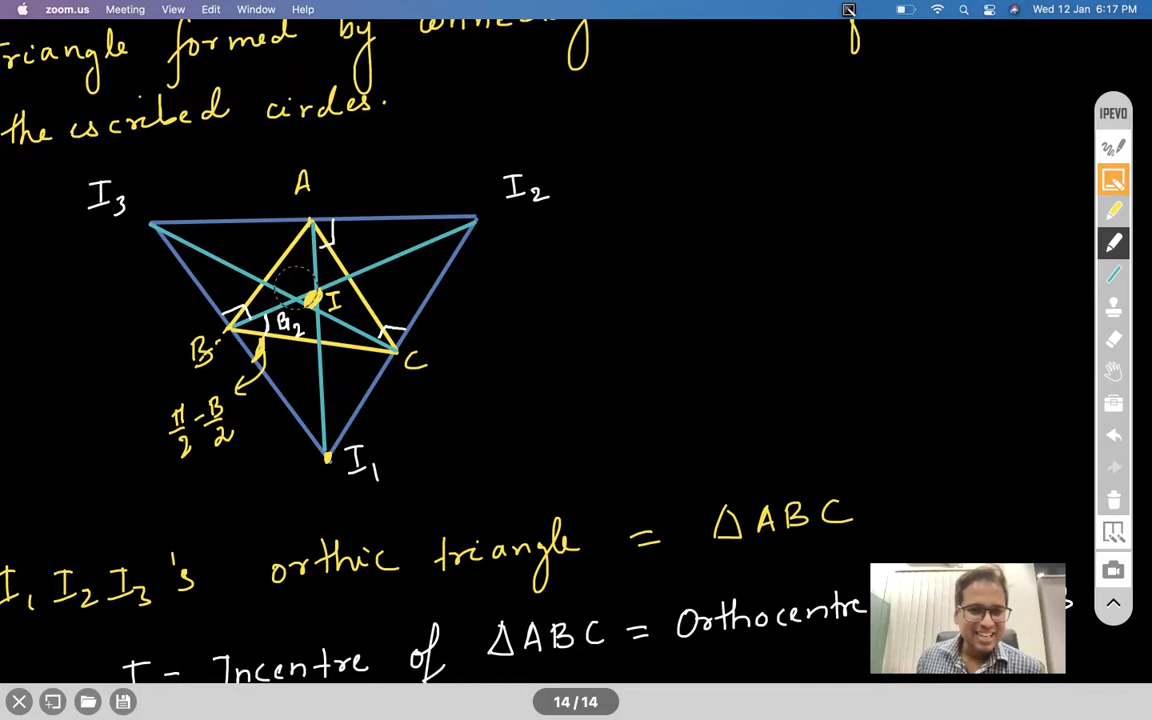 zoom.us Meeting View Edit Window Help Wed 12 Jan 6:17 PM
Triangle formed by
the escribed circles.
IPEVO
I3 A I2
I
B/2
B C
π/2 - B/2
I1
I1 I2 I3's orthic triangle = △ABC
I - Incentre of △ABC = Orthocentre
14 / 14